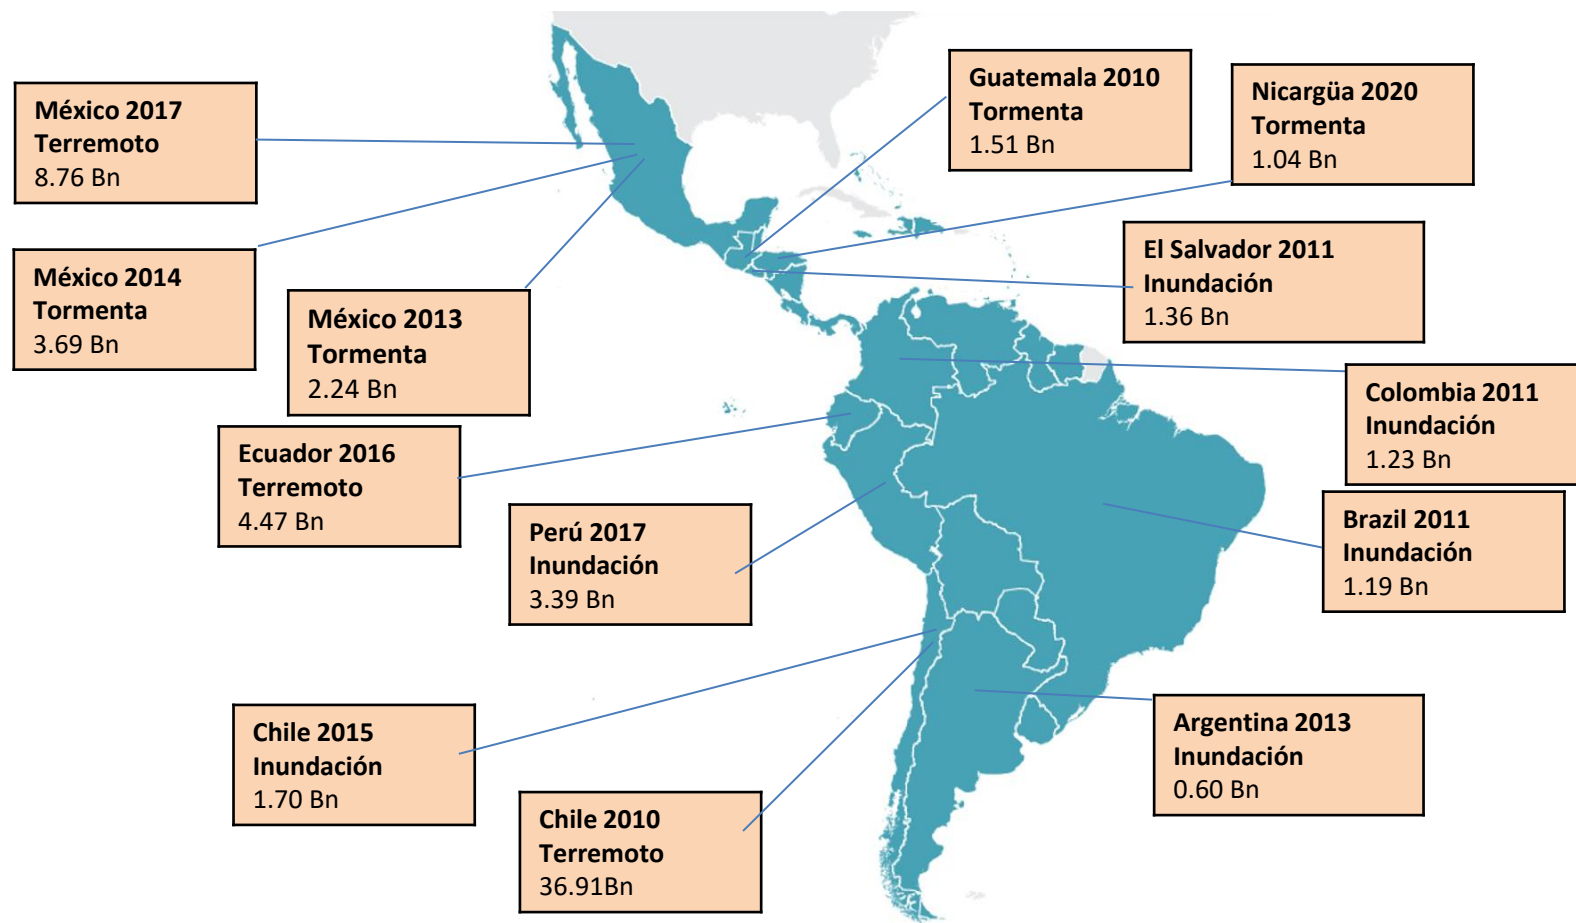 México 2017
Terremoto
8.76 Bn
México 2014
Tormenta
3.69 Bn
México 2013
Tormenta
2.24 Bn
Guatemala 2010
Tormenta
1.51 Bn
Nicargüa 2020
Tormenta
1.04 Bn
El Salvador 2011
Inundación
1.36 Bn
Colombia 2011
Inundación
1.23 Bn
Ecuador 2016
Terremoto
4.47 Bn
Perú 2017
Inundación
3.39 Bn
Brazil 2011
Inundación
1.19 Bn
Chile 2015
Inundación
1.70 Bn
Chile 2010
Terremoto
36.91Bn
Argentina 2013
Inundación
0.60 Bn